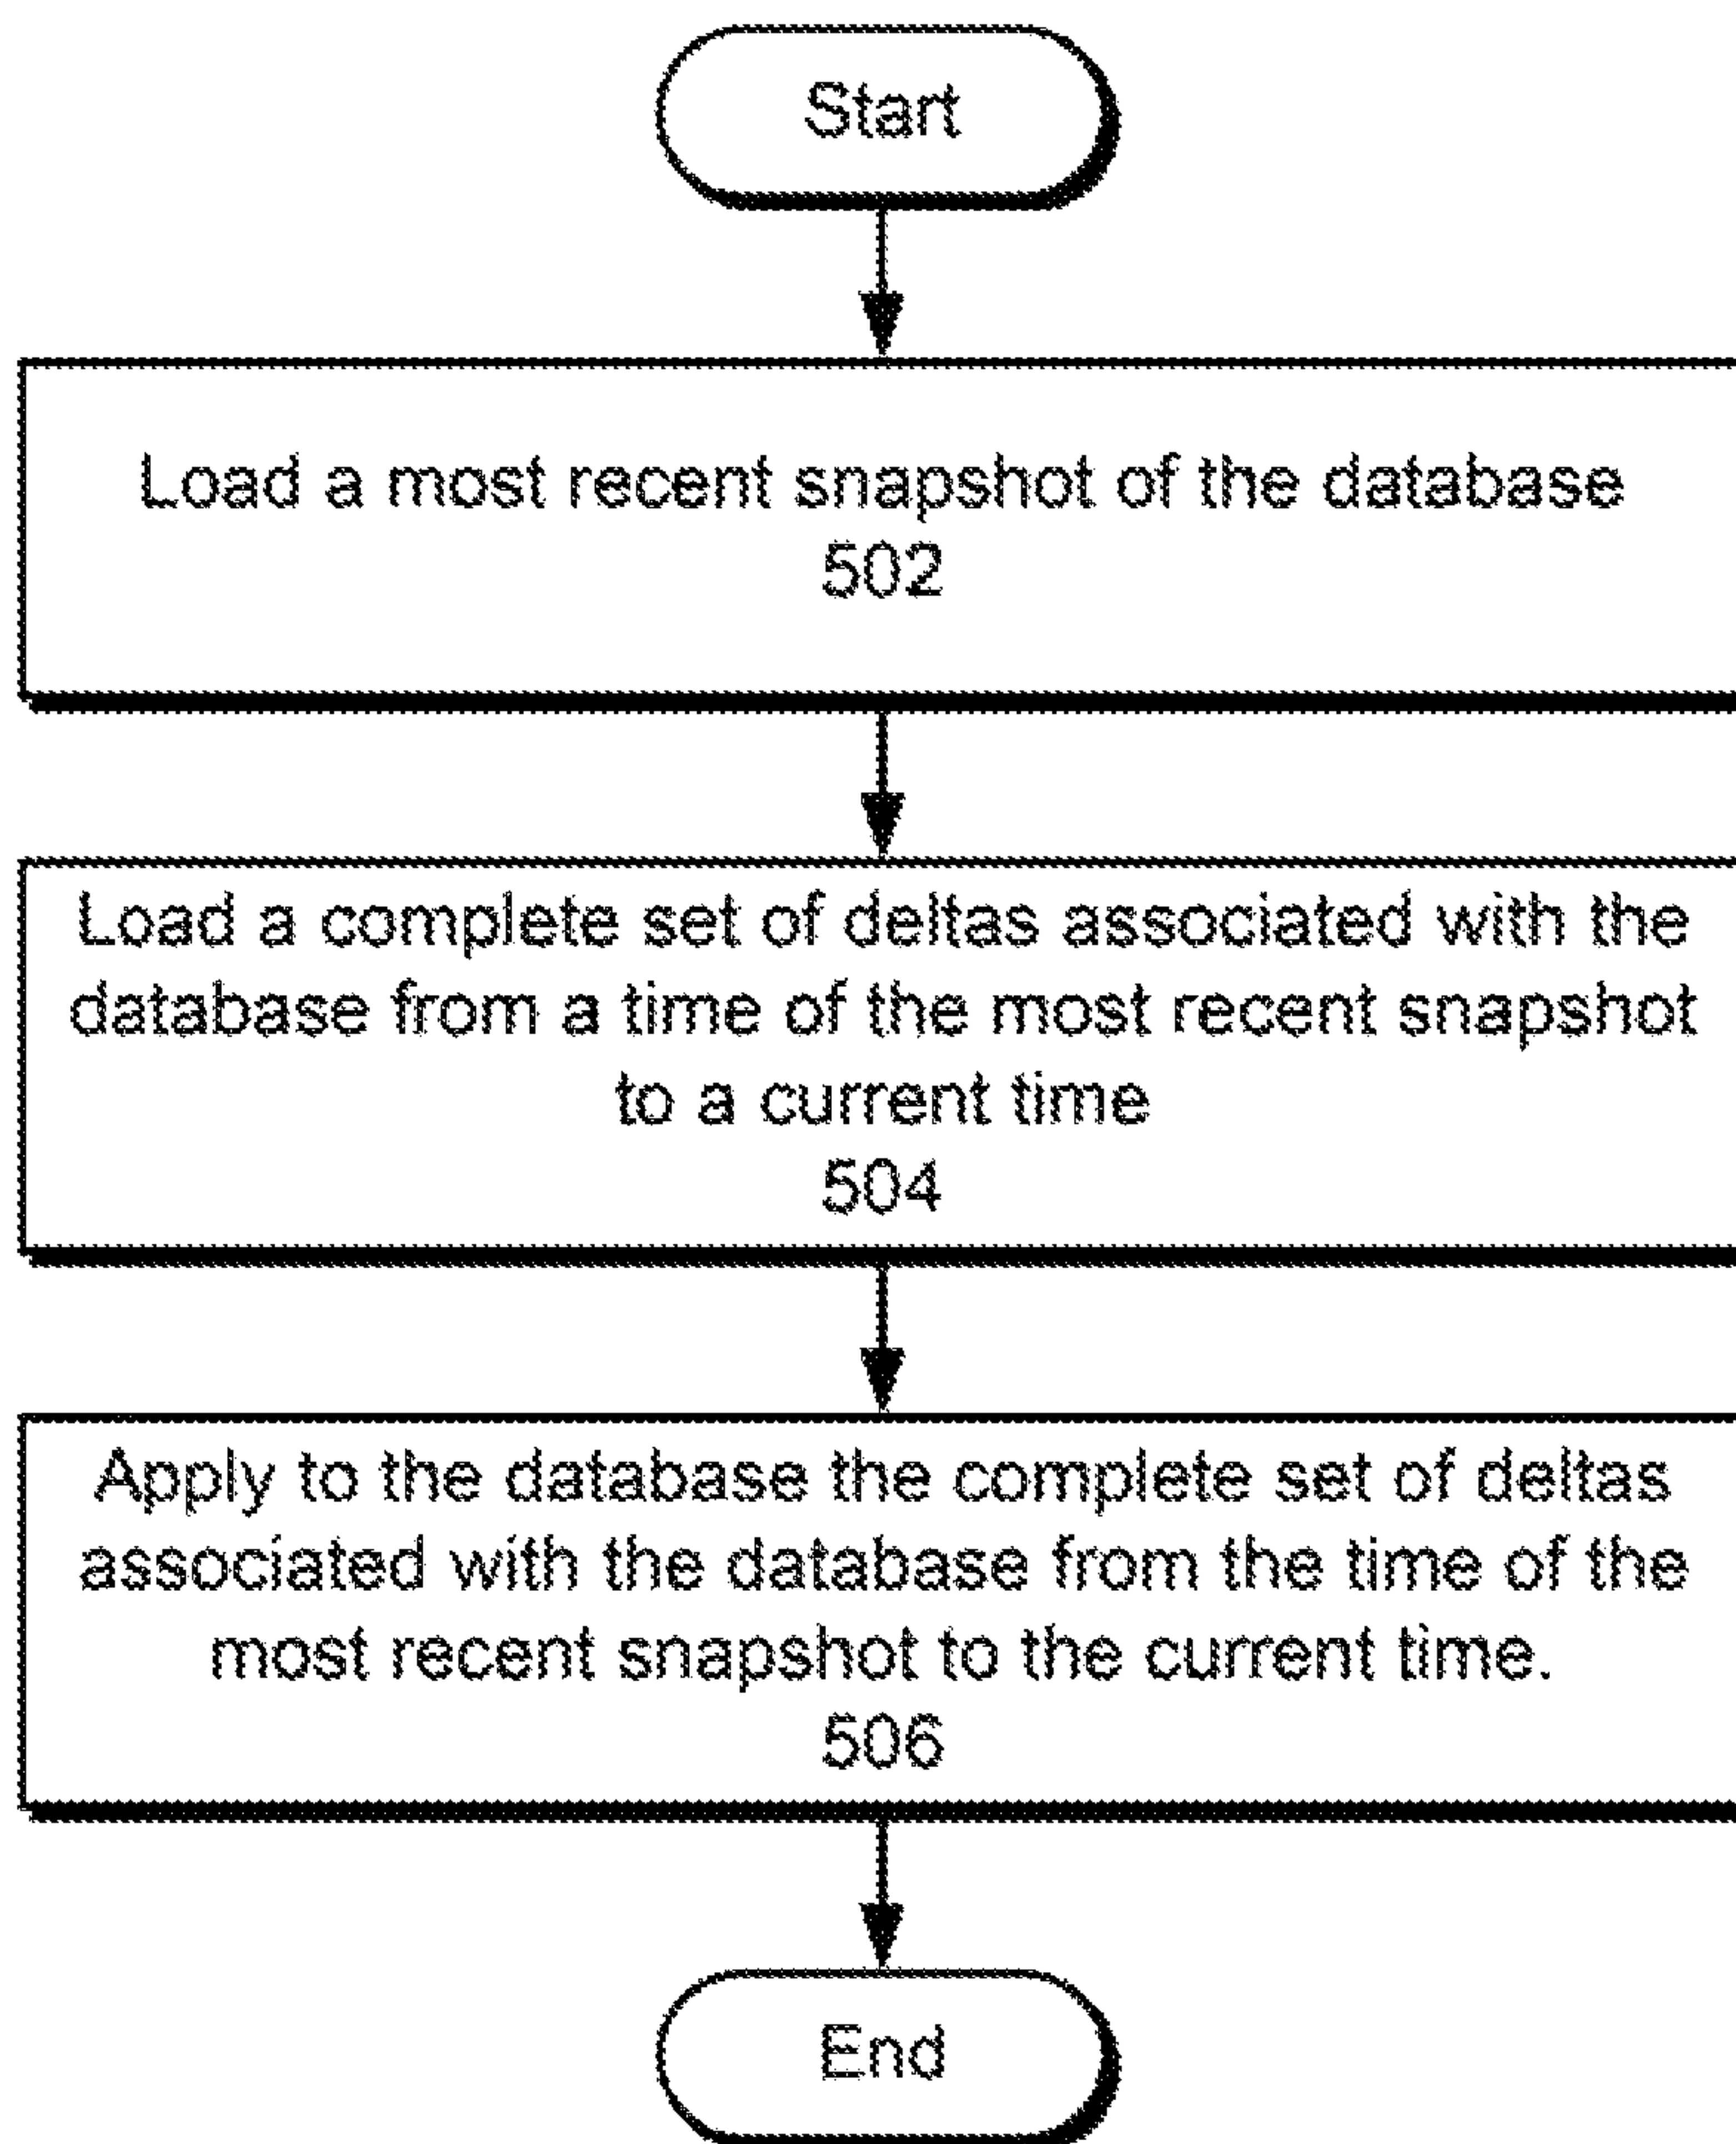 Start
Load a most recent snapshot of the database
502
Load a complete set of deltas associated with the
database from a time of the most recent snapshot
to a current time
504
Apply to the database the complete set of deltas
associated with the database from the time of the
most recent snapshot to the current time.
506
End